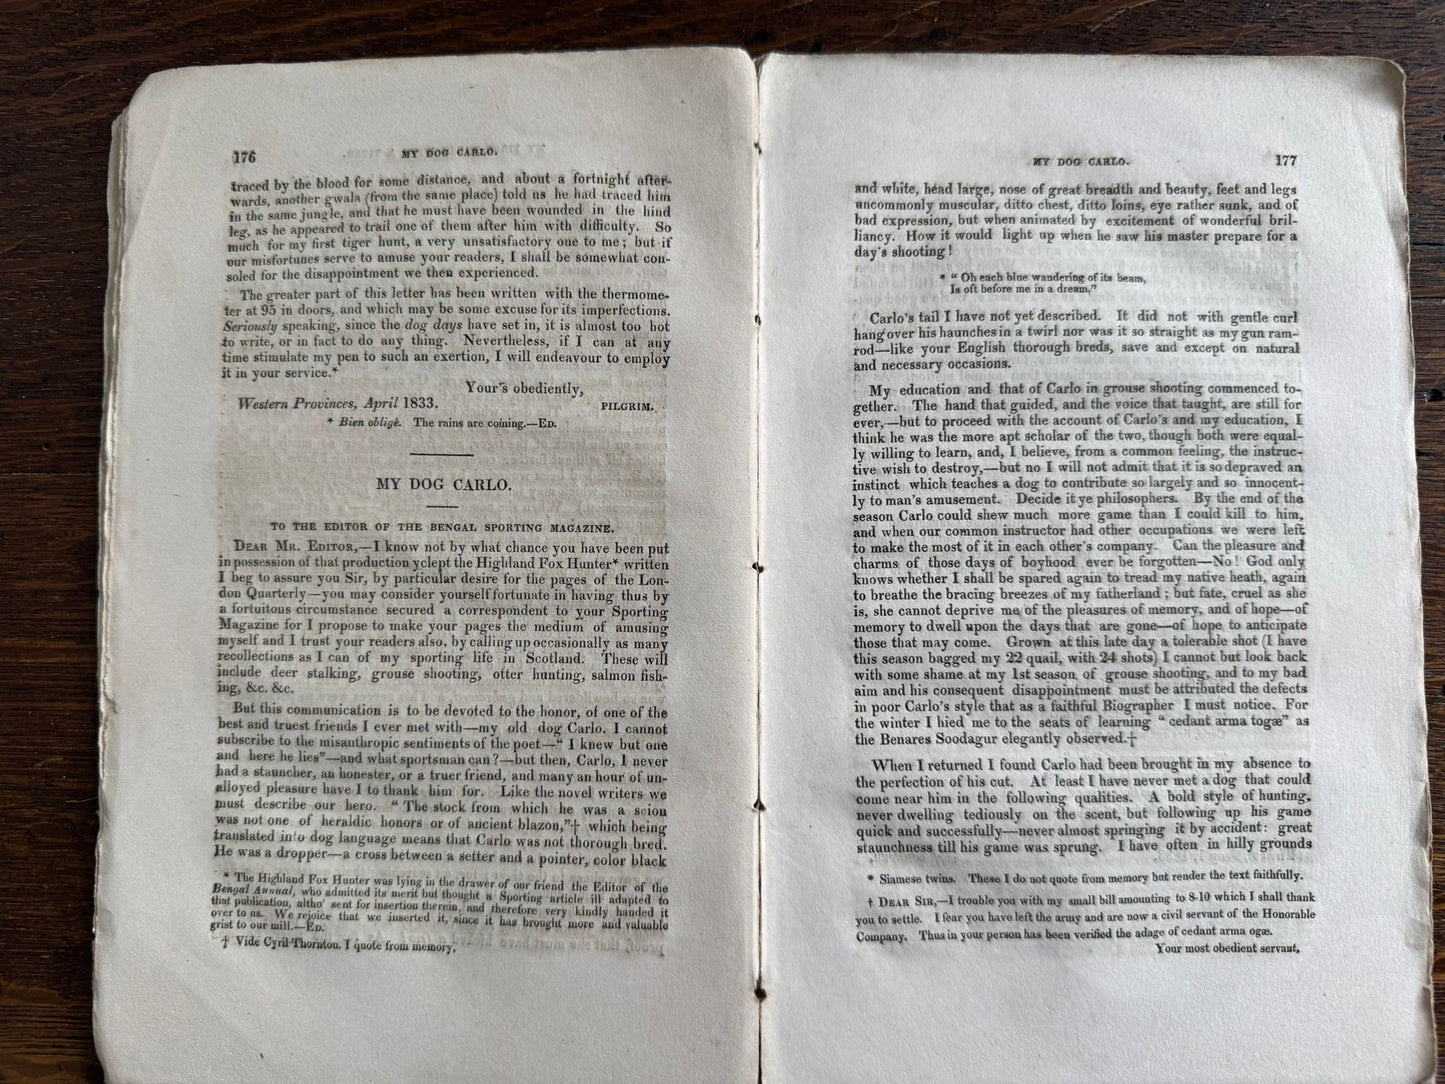 176
MY DOG CARLO.
traced by the blood for some distance, and about a fortnight after-
wards, another gwala (from the same place) told us he had traced him
in the same jungle, and that he must have been wounded in the hind
leg, as he appeared to trail one of them after him with difficulty. So
much for my first tiger hunt, a very unsatisfactory one to me; but if
our misfortunes serve to amuse your readers, I shall be somewhat con-
soled for the disappointment we then experienced.
The greater part of this letter has been written with the thermome-
ter at 95 in doors, and which may be some excuse for its imperfections.
Seriously speaking, since the dog days have set in, it is almost too hot
to write, or in fact to do any thing. Nevertheless, if I can at any
time stimulate my pen to such an exertion, I will endeavour to employ
it in your service.*
Your's obediently,
Western Provinces, April 1833. PILGRIM.
* Bien obligè. The rains are coming.—ED.
MY DOG CARLO.
TO THE EDITOR OF THE BENGAL SPORTING MAGAZINE.
DEAR MR. EDITOR,—I know not by what chance you have been put
in possession of that production yclept the Highland Fox Hunter* written
I beg to assure you Sir, by particular desire for the pages of the Lon-
don Quarterly—you may consider yourself fortunate in having thus by
a fortuitous circumstance secured a correspondent to your Sporting
Magazine for I propose to make your pages the medium of amusing
myself and I trust your readers also, by calling up occasionally as many
recollections as I can of my sporting life in Scotland. These will
include deer stalking, grouse shooting, otter hunting, salmon fish-
ing, &c. &c.
But this communication is to be devoted to the honor, of one of the
best and truest friends I ever met with—my old dog Carlo. I cannot
subscribe to the misanthropic sentiments of the poet—“ I knew but one
and here he lies”—and what sportsman can?—but then, Carlo, I never
had a stauncher, an honester, or a truer friend, and many an hour of un-
alloyed pleasure have I to thank him for. Like the novel writers we
must describe our hero. “ The stock from which he was a scion
was not one of heraldic honors or of ancient blazon,”† which being
translated into dog language means that Carlo was not thorough bred.
He was a dropper—a cross between a setter and a pointer, color black
* The Highland Fox Hunter was lying in the drawer of our friend the Editor of the
Bengal Annual, who admitted its merit but thought a Sporting article ill adapted to
that publication, altho' sent for insertion therein, and therefore very kindly handed it
over to us. We rejoice that we inserted it, since it has brought more and valuable
grist to our mill.—ED.
† Vide Cyril Thornton. I quote from memory.
MY DOG CARLO.
177
and white, head large, nose of great breadth and beauty, feet and legs
uncommonly muscular, ditto chest, ditto loins, eye rather sunk, and of
bad expression, but when animated by excitement of wonderful bril-
liancy. How it would light up when he saw his master prepare for a
day's shooting!
* “ Oh each blue wandering of its beam,
Is oft before me in a dream,”
Carlo's tail I have not yet described. It did not with gentle curl
hang over his haunches in a twirl nor was it so straight as my gun ram-
rod—like your English thorough breds, save and except on natural
and necessary occasions.
My education and that of Carlo in grouse shooting commenced to-
gether. The hand that guided, and the voice that taught, are still for
ever,—but to proceed with the account of Carlo's and my education, I
think he was the more apt scholar of the two, though both were equal-
ly willing to learn, and, I believe, from a common feeling, the instruc-
tive wish to destroy,—but no I will not admit that it is so depraved an
instinct which teaches a dog to contribute so largely and so innocent-
ly to man's amusement. Decide it ye philosophers. By the end of the
season Carlo could shew much more game than I could kill to him,
and when our common instructor had other occupations we were left
to make the most of it in each other's company. Can the pleasure and
charms of those days of boyhood ever be forgotten—No! God only
knows whether I shall be spared again to tread my native heath, again
to breathe the bracing breezes of my fatherland; but fate, cruel as she
is, she cannot deprive me of the pleasures of memory, and of hope—of
memory to dwell upon the days that are gone—of hope to anticipate
those that may come. Grown at this late day a tolerable shot (I have
this season bagged my 22 quail, with 24 shots) I cannot but look back
with some shame at my 1st season of grouse shooting, and to my bad
aim and his consequent disappointment must be attributed the defects
in poor Carlo's style that as a faithful Biographer I must notice. For
the winter I hied me to the seats of learning “ cedant arma togæ” as
the Benares Soodagur elegantly observed.†
When I returned I found Carlo had been brought in my absence to
the perfection of his cut. At least I have never met a dog that could
come near him in the following qualities. A bold style of hunting,
never dwelling tediously on the scent, but following up his game
quick and successfully—never almost springing it by accident: great
staunchness till his game was sprung. I have often in hilly grounds
* Siamese twins. These I do not quote from memory but render the text faithfully.
† DEAR SIR,—I trouble you with my small bill amounting to 8-10 which I shall thank
you to settle. I fear you have left the army and are now a civil servant of the Honorable
Company. Thus in your person has been verified the adage of cedant arma ogæ.
Your most obedient servant,